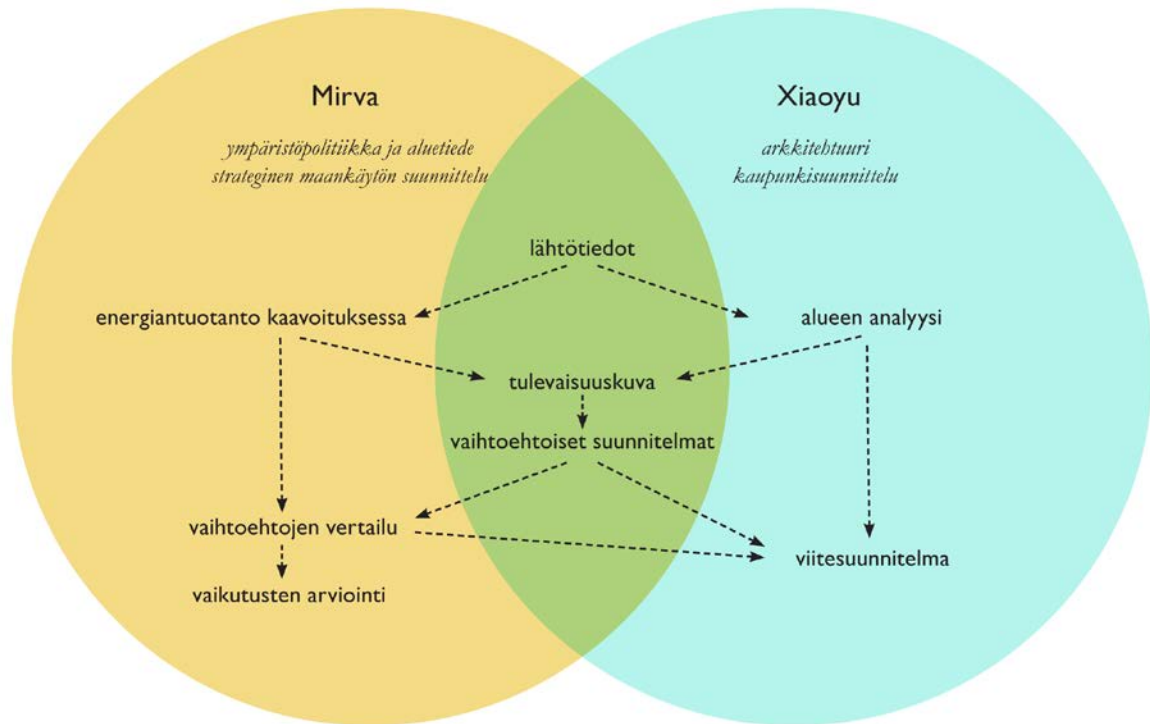 Mirva
ympäristöpolitiikka ja aluetiede
strateginen maankäytön suunnittelu
Xiaoyu
arkkitehtuuri
kaupunkisuunnittelu
lähtötiedot
energiantuotanto kaavoituksessa
alueen analyysi
tulevaisuuskuva
vaihtoehtoiset suunnitelmat
vaihtoehtojen vertailu
viitesuunnitelma
vaikutusten arviointi